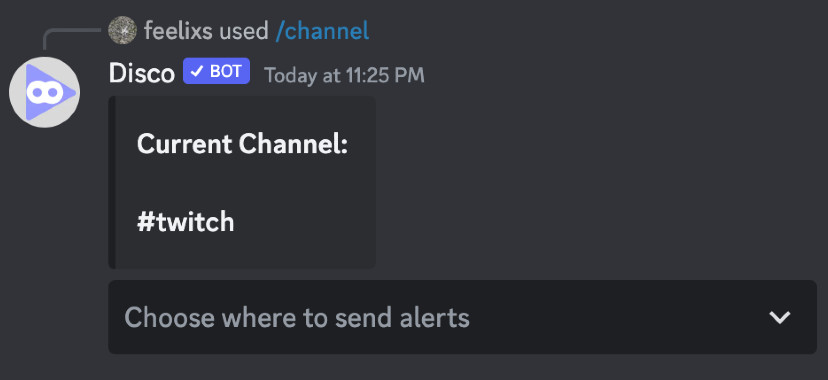 feelixs used /channel
Disco BOT Today at 11:25 PM
Current Channel:
#twitch
Choose where to send alerts